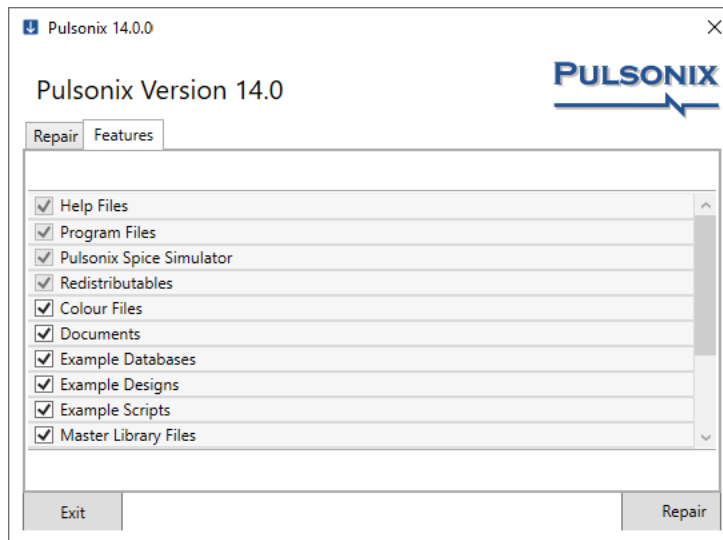 Pulsonix 14.0.0
Pulsonix Version 14.0
PULSONIX
Repair
Features
Help Files
Program Files
Pulsonix Spice Simulator
Redistributables
Colour Files
Documents
Example Databases
Example Designs
Example Scripts
Master Library Files
Exit
Repair